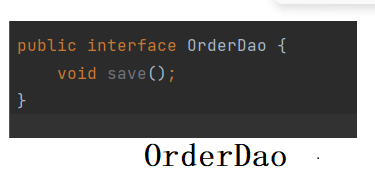 public interface OrderDao {
    void save();
}
OrderDao